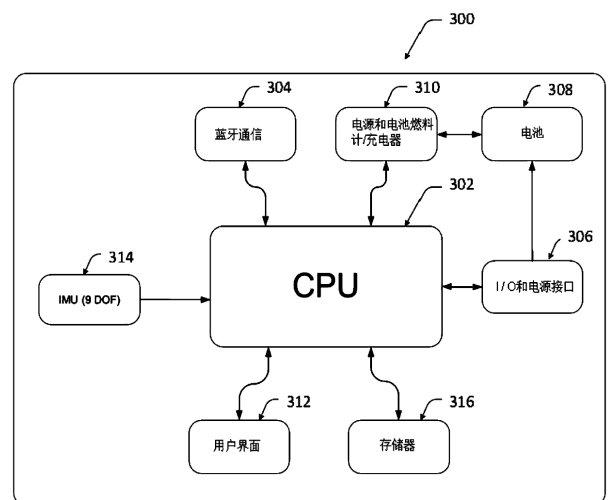 300
304
310
308
蓝牙通信
电源和电池燃料
计/充电器
电池
302
306
314
CPU
IMU (9 DOF)
I/O和电源接口
312
316
用户界面
存储器